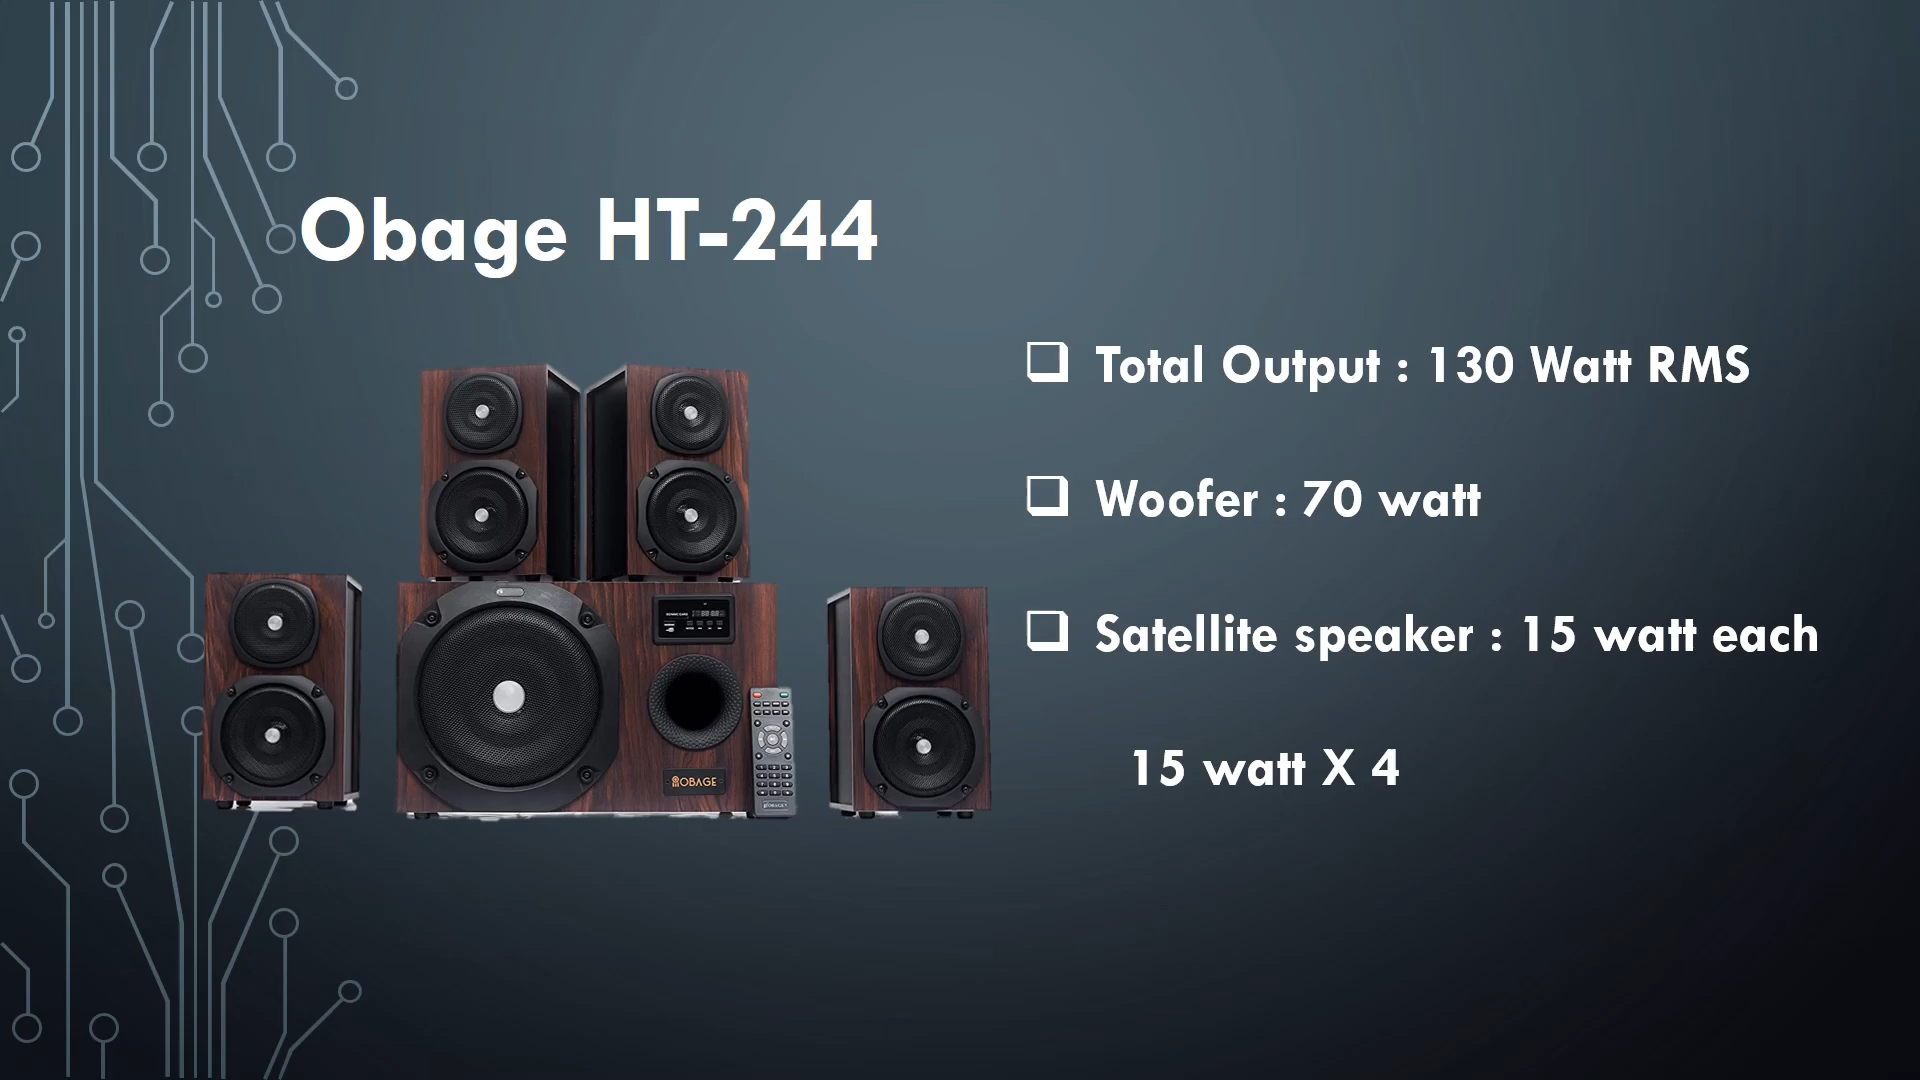 Obage HT-244
Total Output : 130 Watt RMS
Woofer : 70 watt
Satellite speaker : 15 watt each
15 watt X 4
OBAGE